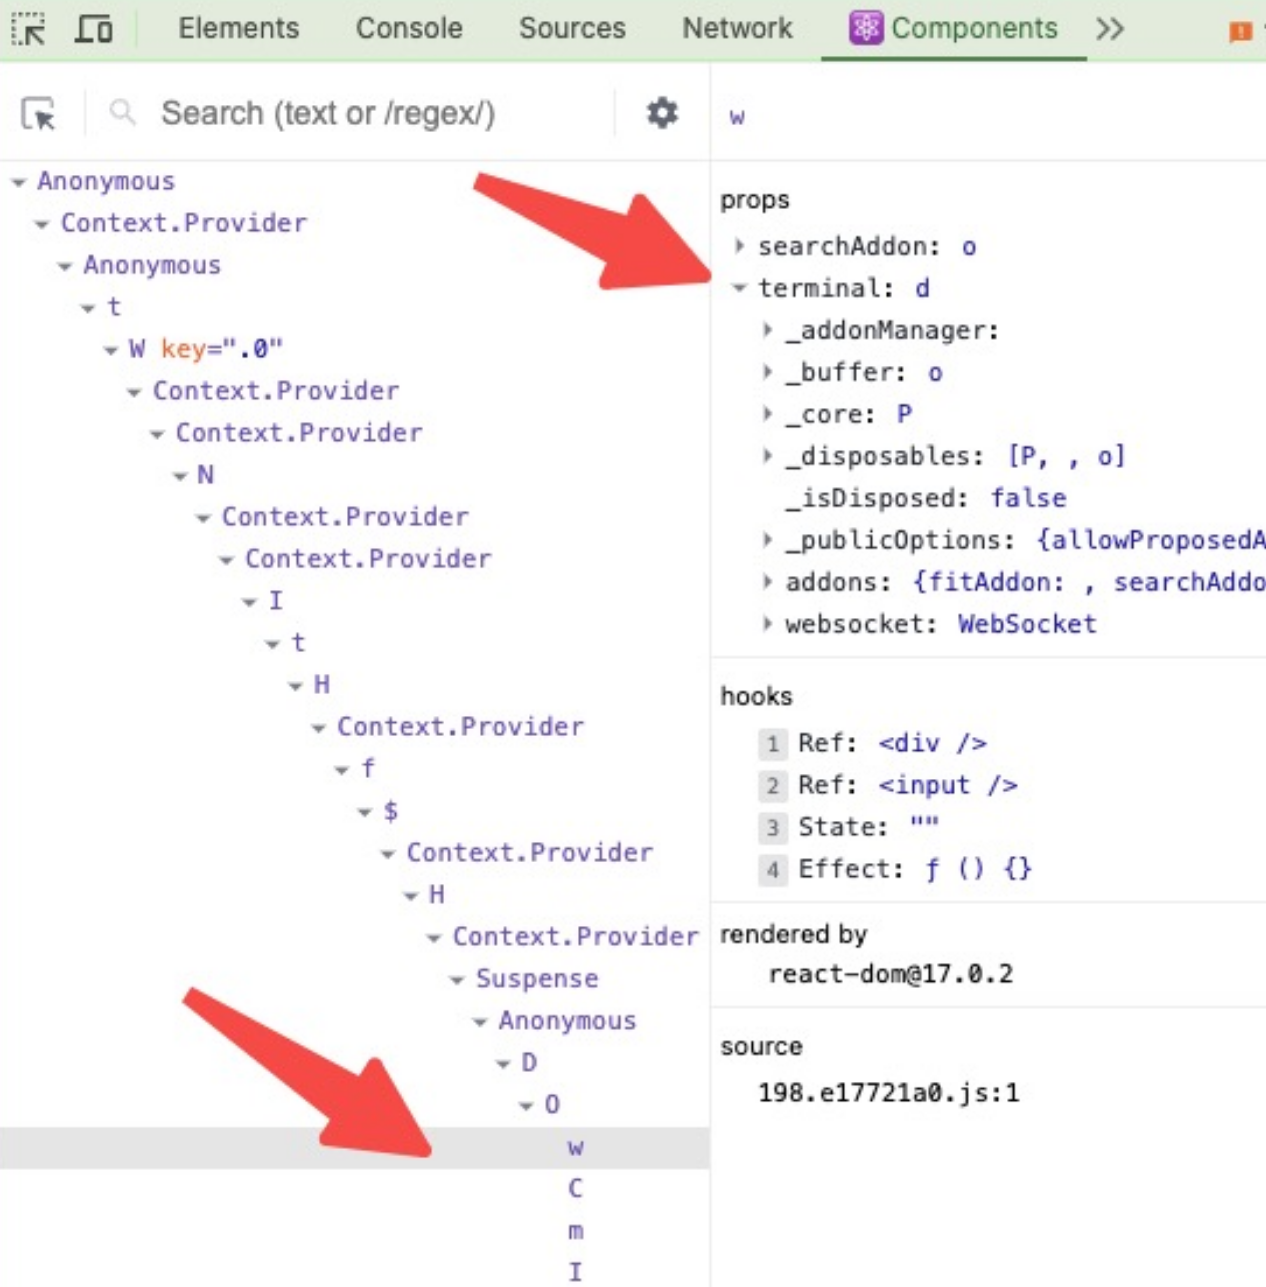 Elements Console Sources Network Components
Search (text or /regex/)
w
Anonymous
Context.Provider
Anonymous
t
W key=".0"
Context.Provider
Context.Provider
N
Context.Provider
Context.Provider
I
t
H
Context.Provider
f
$
Context.Provider
H
Context.Provider
Suspense
Anonymous
D
O
w
C
m
I
props
searchAddon: o
terminal: d
_addonManager:
_buffer: o
_core: P
_disposables: [P, , o]
_isDisposed: false
_publicOptions: {allowProposedA
addons: {fitAddon: , searchAddo
websocket: WebSocket
hooks
1 Ref: <div />
2 Ref: <input />
3 State: ""
4 Effect: ƒ () {}
rendered by
react-dom@17.0.2
source
198.e17721a0.js:1